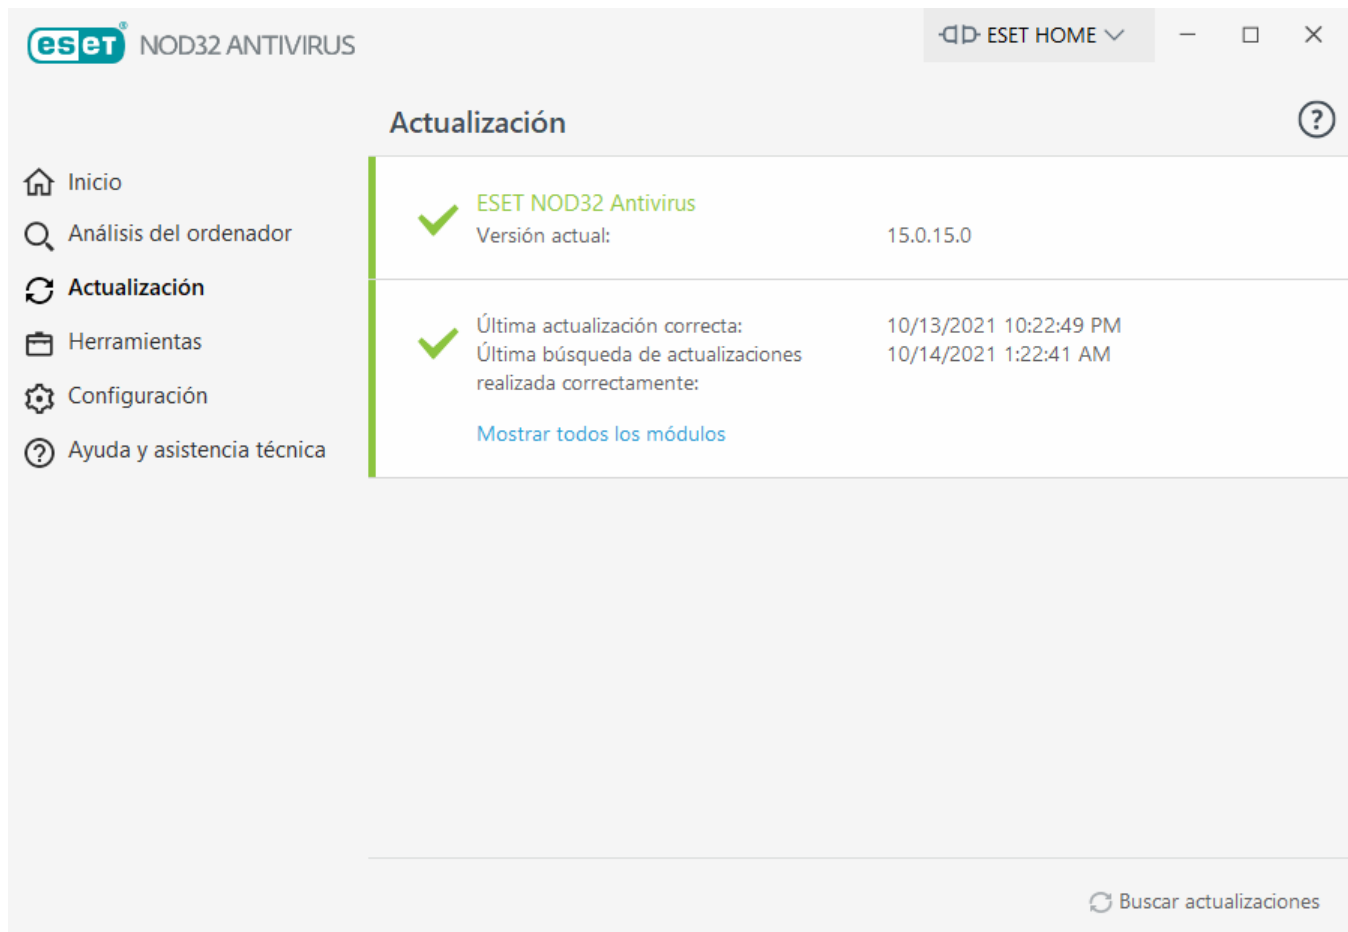 eset® NOD32 ANTIVIRUS
ESET HOME
Actualización
Inicio
Análisis del ordenador
Actualización
Herramientas
Configuración
Ayuda y asistencia técnica
ESET NOD32 Antivirus
Versión actual: 15.0.15.0
Última actualización correcta: 10/13/2021 10:22:49 PM
Última búsqueda de actualizaciones 10/14/2021 1:22:41 AM
realizada correctamente:
Mostrar todos los módulos
Buscar actualizaciones